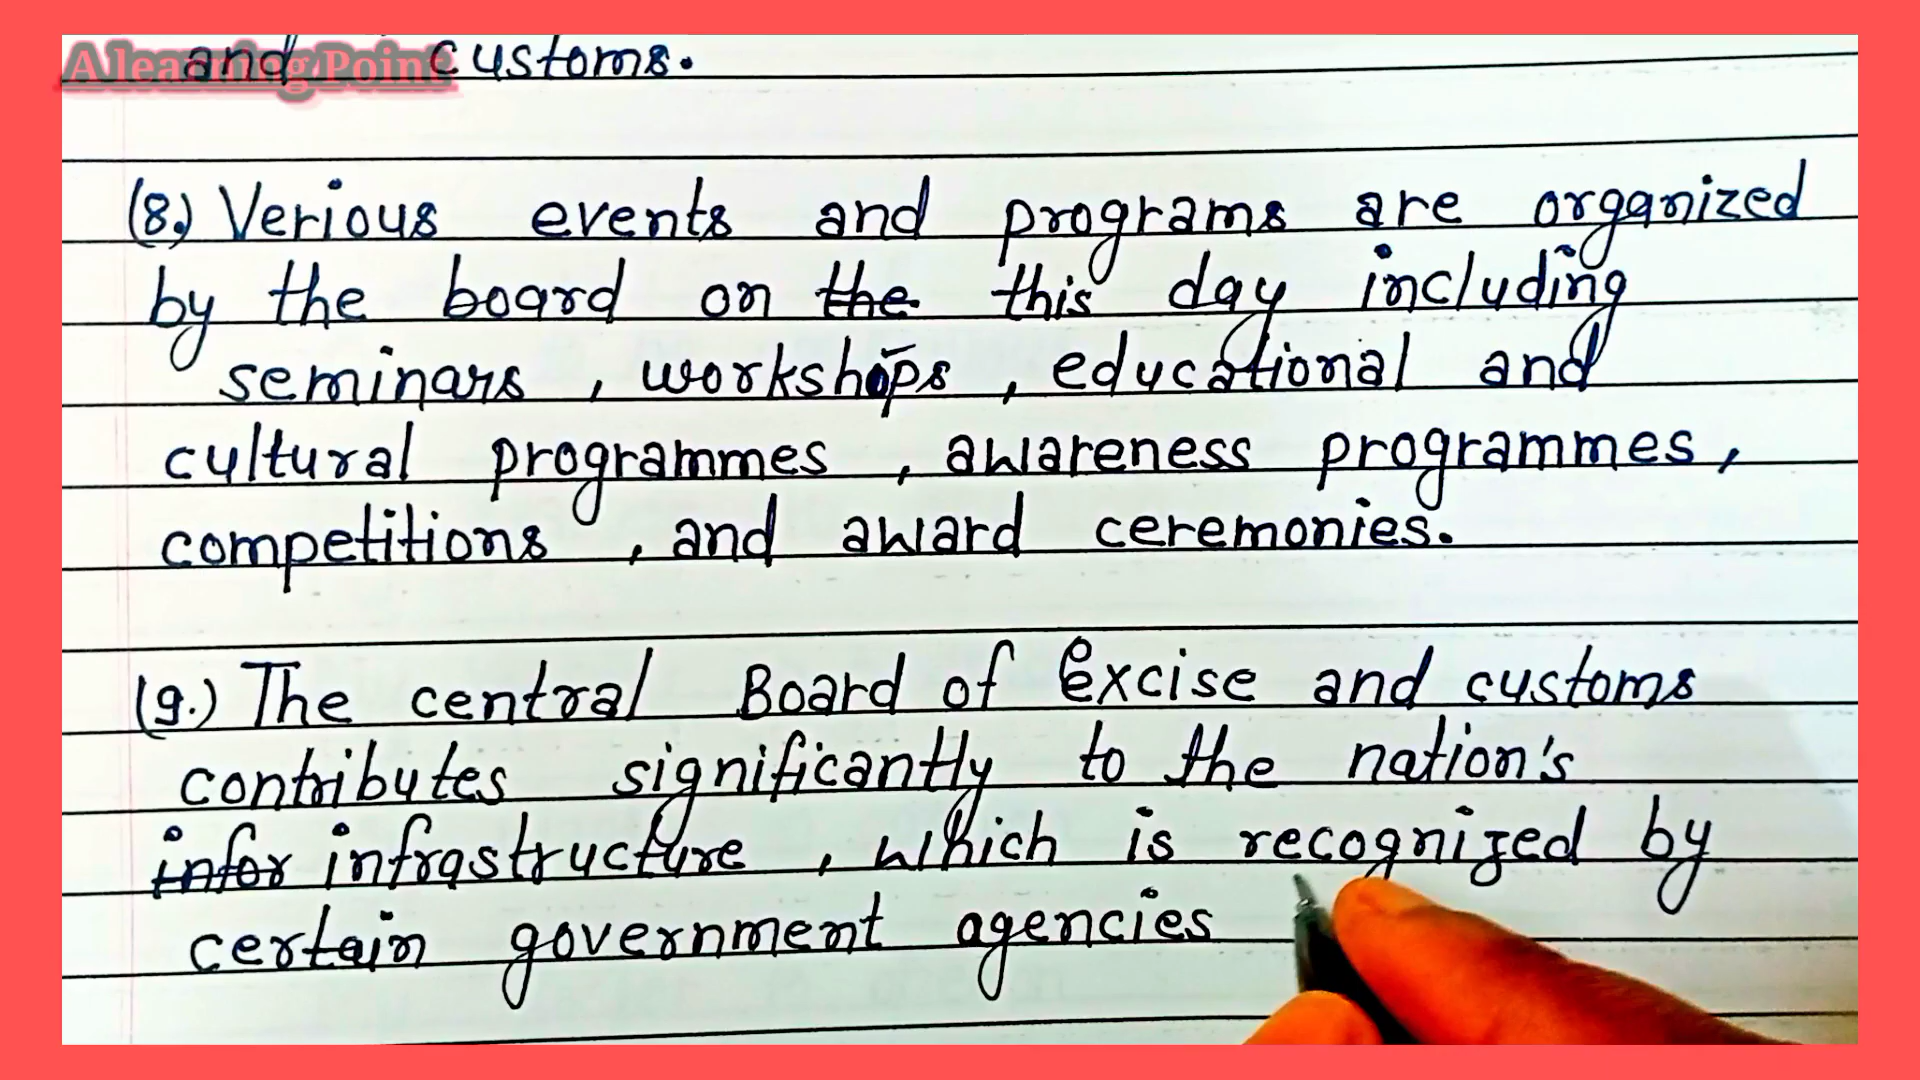 A learning Point
and customs.
(8.) Verious events and programs are organized
by the board on the this day including
seminars, workshops, educational and
cultural programmes, awareness programmes,
competitions, and award ceremonies.
(9.) The central Board of Excise and customs
contributes significantly to the nation's
infor infrastructure, which is recognized by
certain government agencies